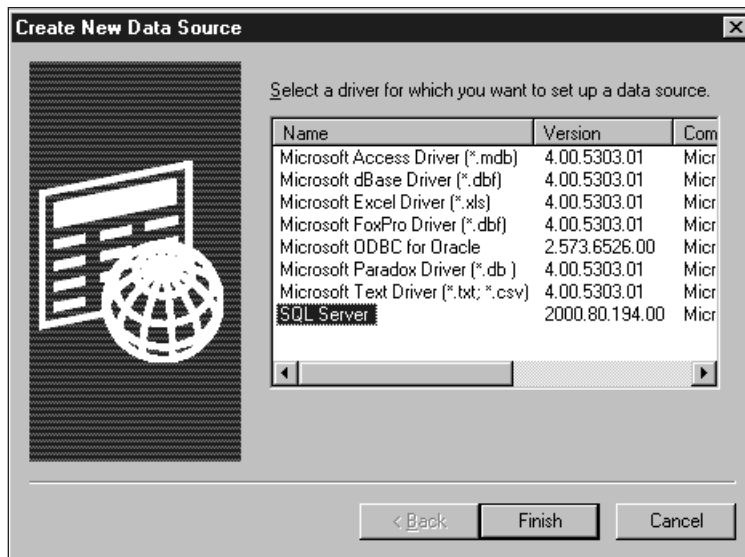 Create New Data Source
Select a driver for which you want to set up a data source.
Name Version Com
Microsoft Access Driver (*.mdb) 4.00.5303.01 Micr
Microsoft dBase Driver (*.dbf) 4.00.5303.01 Micr
Microsoft Excel Driver (*.xls) 4.00.5303.01 Micr
Microsoft FoxPro Driver (*.dbf) 4.00.5303.01 Micr
Microsoft ODBC for Oracle 2.573.6526.00 Micr
Microsoft Paradox Driver (*.db ) 4.00.5303.01 Micr
Microsoft Text Driver (*.txt; *.csv) 4.00.5303.01 Micr
SQL Server 2000.80.194.00 Micr
< Back Finish Cancel